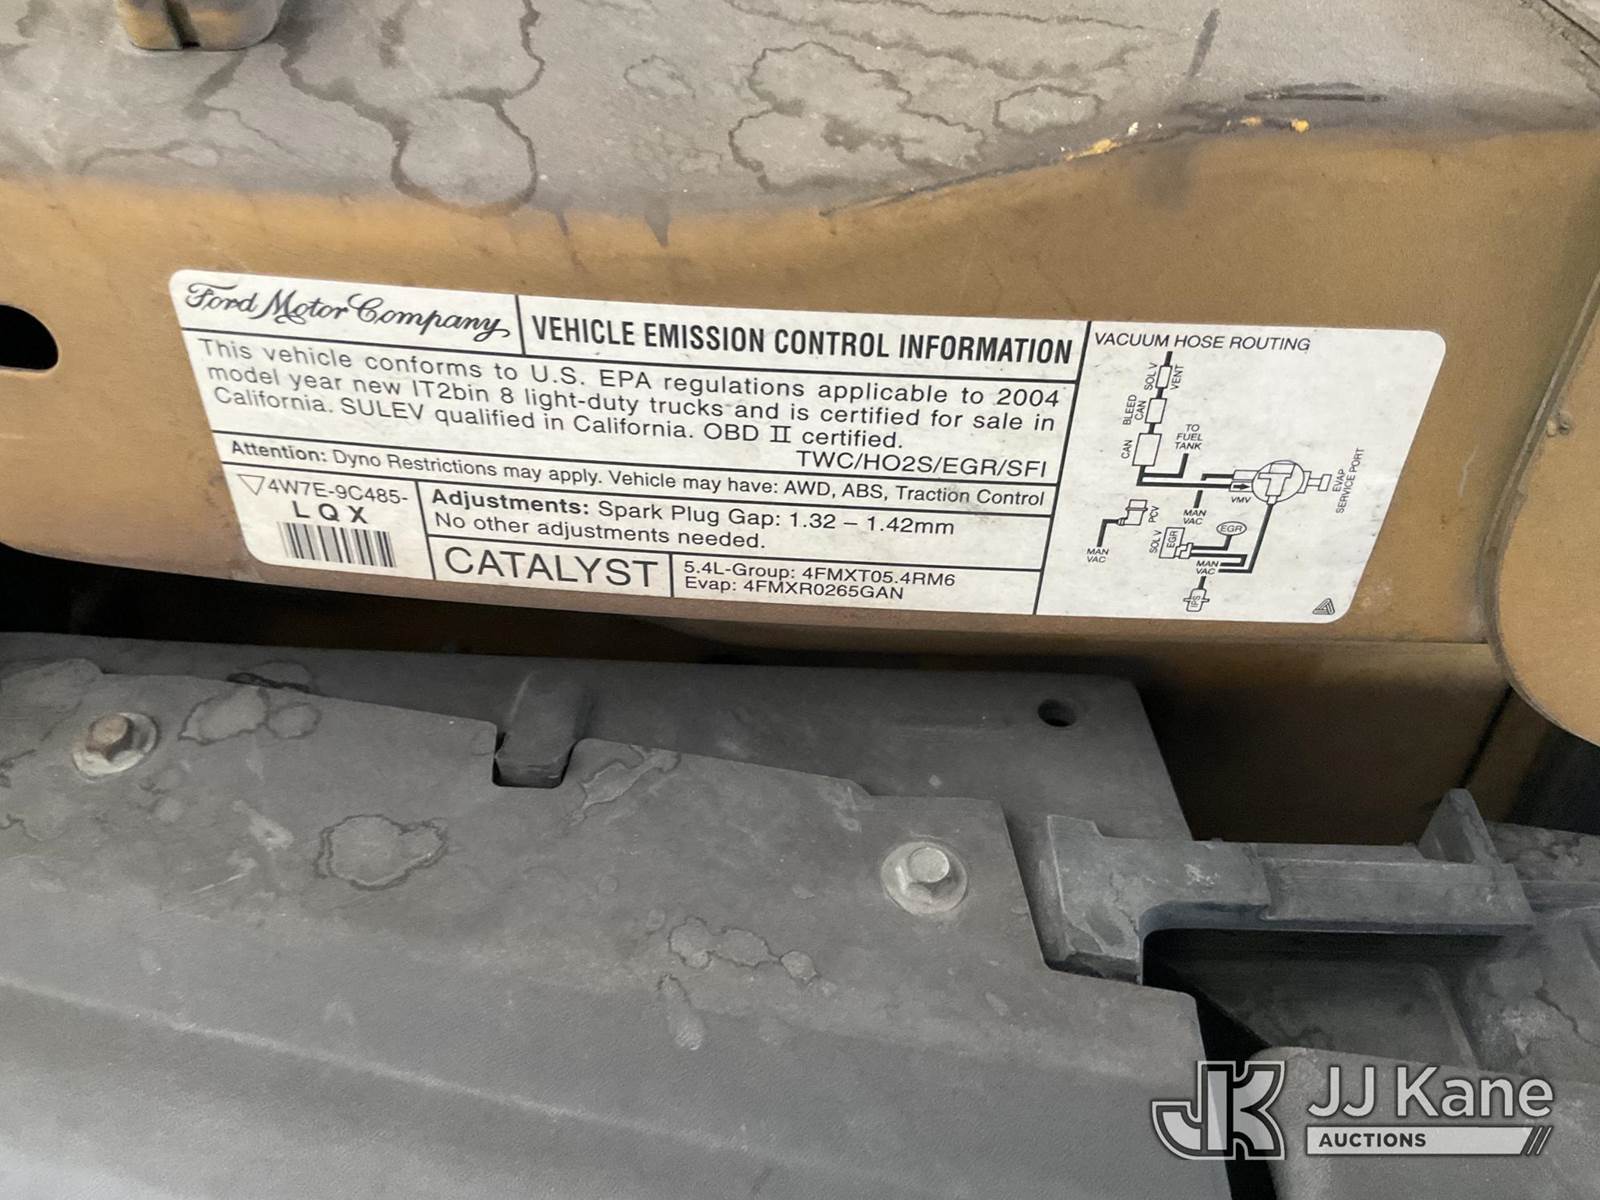 Ford Motor Company
VEHICLE EMISSION CONTROL INFORMATION
This vehicle conforms to U.S. EPA regulations applicable to 2004
model year new IT2bin 8 light-duty trucks and is certified for sale in
California. SULEV qualified in California. OBD II certified.
TWC/HO2S/EGR/SFI
Attention: Dyno Restrictions may apply. Vehicle may have: AWD, ABS, Traction Control
4W7E-9C485-
LQX
Adjustments: Spark Plug Gap: 1.32 – 1.42mm
No other adjustments needed.
CATALYST
5.4L-Group: 4FMXT05.4RM6
Evap: 4FMXR0265GAN
VACUUM HOSE ROUTING
SOL V
VENT
BLEED
CAN
CAN
TO
FUEL
TANK
VMV
EVAP
SERVICE PORT
PCV
MAN
VAC
MAN
VAC
SOL V
EGR
EGR
MAN
VAC
IPS
JK
JJ Kane
AUCTIONS